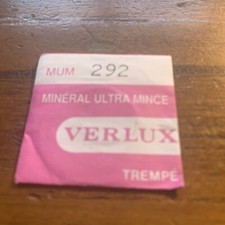 MUM 292
MINERAL ULTRA MINCE
VERLUX
TREMPE